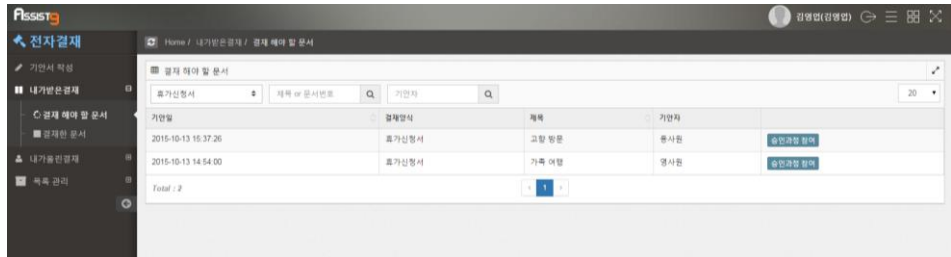 Assist9
김영업(김영업)
전자결재
Home / 내가받은결재 / 결재 해야 할 문서
기안서 작성
내가받은결재
결재 해야 할 문서
결재한 문서
내가올린결재
목록 관리
결재 해야 할 문서
휴가신청서 제목 or 문서번호 기안자 20
기안일 결재양식 제목 기안자
2015-10-13 15:37:26 휴가신청서 고향 방문 홍사원 승인과정 참여
2015-10-13 14:54:00 휴가신청서 가족 여행 영사원 승인과정 참여
Total : 2
1